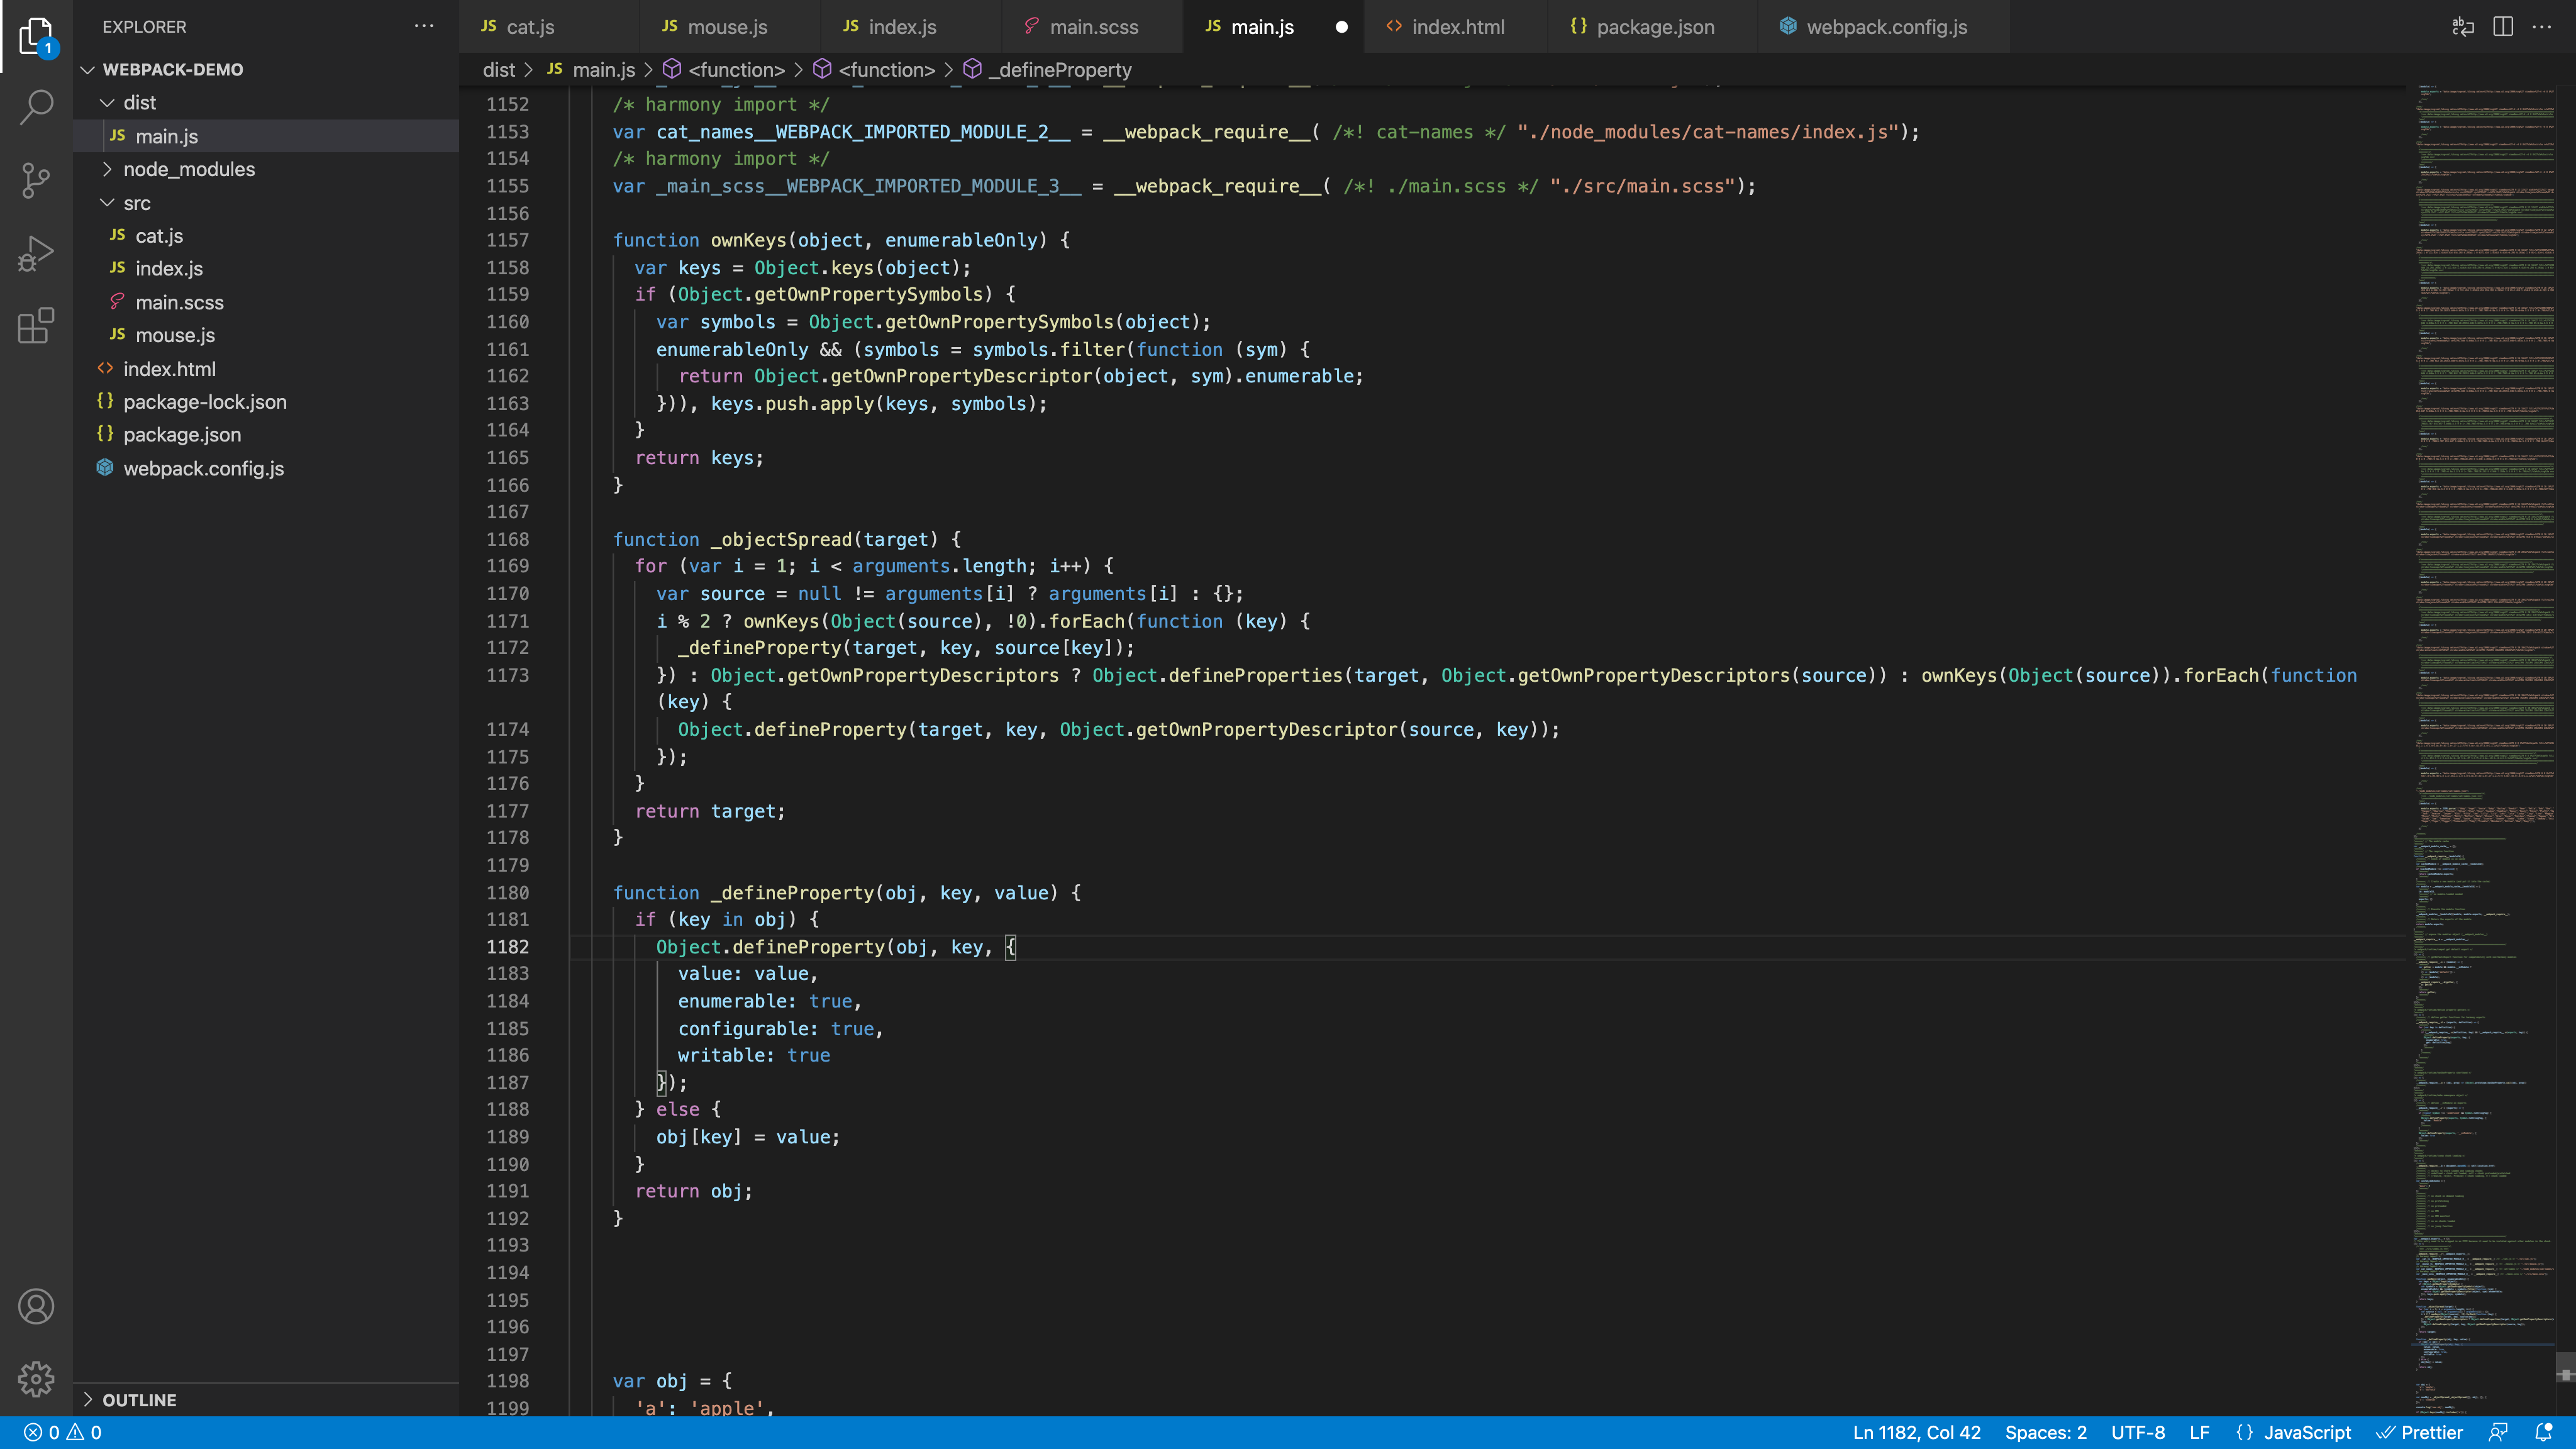 EXPLORER
WEBPACK-DEMO
dist
JS main.js
node_modules
src
JS cat.js
JS index.js
main.scss
JS mouse.js
<> index.html
{} package-lock.json
{} package.json
webpack.config.js
OUTLINE
1
JS cat.js JS mouse.js JS index.js main.scss JS main.js <> index.html {} package.json webpack.config.js
dist > JS main.js > <function> > <function> > _defineProperty
1152 /* harmony import */
1153 var cat_names__WEBPACK_IMPORTED_MODULE_2__ = __webpack_require__( /*! cat-names */ "./node_modules/cat-names/index.js");
1154 /* harmony import */
1155 var _main_scss__WEBPACK_IMPORTED_MODULE_3__ = __webpack_require__( /*! ./main.scss */ "./src/main.scss");
1156
1157 function ownKeys(object, enumerableOnly) {
1158 var keys = Object.keys(object);
1159 if (Object.getOwnPropertySymbols) {
1160 var symbols = Object.getOwnPropertySymbols(object);
1161 enumerableOnly && (symbols = symbols.filter(function (sym) {
1162 return Object.getOwnPropertyDescriptor(object, sym).enumerable;
1163 })), keys.push.apply(keys, symbols);
1164 }
1165 return keys;
1166 }
1167
1168 function _objectSpread(target) {
1169 for (var i = 1; i < arguments.length; i++) {
1170 var source = null != arguments[i] ? arguments[i] : {};
1171 i % 2 ? ownKeys(Object(source), !0).forEach(function (key) {
1172 _defineProperty(target, key, source[key]);
1173 }) : Object.getOwnPropertyDescriptors ? Object.defineProperties(target, Object.getOwnPropertyDescriptors(source)) : ownKeys(Object(source)).forEach(function
(key) {
1174 Object.defineProperty(target, key, Object.getOwnPropertyDescriptor(source, key));
1175 });
1176 }
1177 return target;
1178 }
1179
1180 function _defineProperty(obj, key, value) {
1181 if (key in obj) {
1182 Object.defineProperty(obj, key, {
1183 value: value,
1184 enumerable: true,
1185 configurable: true,
1186 writable: true
1187 });
1188 } else {
1189 obj[key] = value;
1190 }
1191 return obj;
1192 }
1193
1194
1195
1196
1197
1198 var obj = {
1199 'a': 'apple',
0 0 Ln 1182, Col 42 Spaces: 2 UTF-8 LF {} JavaScript Prettier